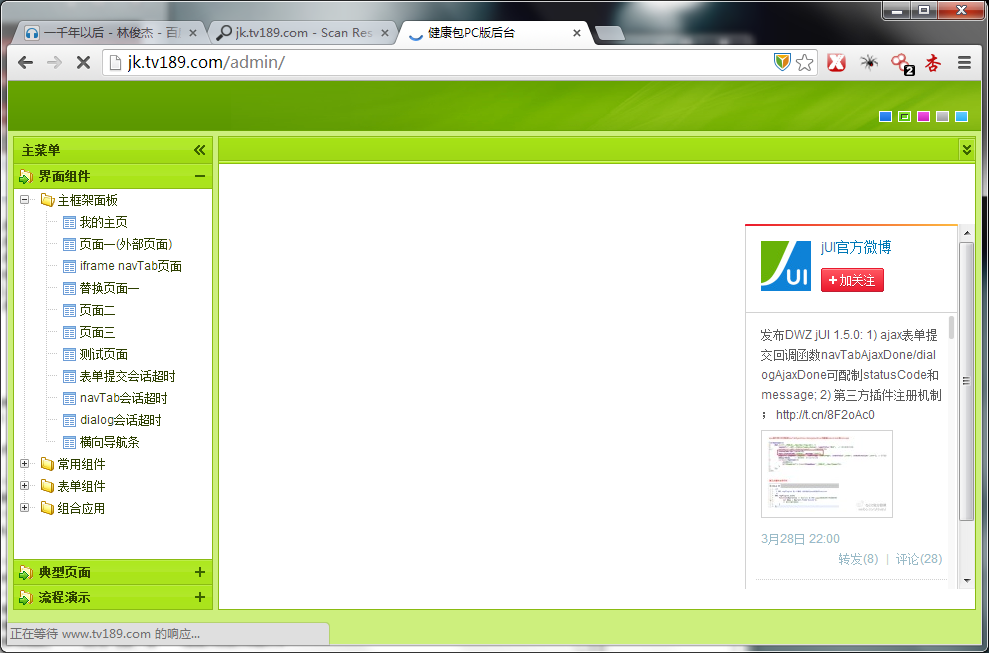 一千年以后 - 林俊杰 - 百
jk.tv189.com - Scan Res
健康包PC版后台
jk.tv189.com/admin/
2
主菜单
界面组件
主框架面板
我的主页
页面一(外部页面)
iframe navTab页面
替换页面一
页面二
页面三
测试页面
表单提交会话超时
navTab会话超时
dialog会话超时
横向导航条
常用组件
表单组件
组合应用
典型页面
流程演示
UI
jUI官方微博
+加关注
发布DWZ jUI 1.5.0: 1) ajax表单提
交回调函数navTabAjaxDone/dial
ogAjaxDone可配制statusCode和
message; 2) 第三方插件注册机制
； http://t.cn/8F2oAc0
3月28日 22:00
转发(8) | 评论(28)
正在等待 www.tv189.com 的响应...